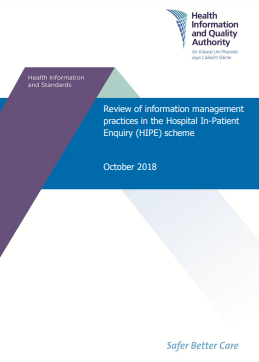 Health
Information
and Quality
Authority
An tÚdarás Um Fhaisnéis
agus Cáilíocht Sláinte
Health Information
and Standards
Review of information management
practices in the Hospital In-Patient
Enquiry (HIPE) scheme
October 2018
Safer Better Care